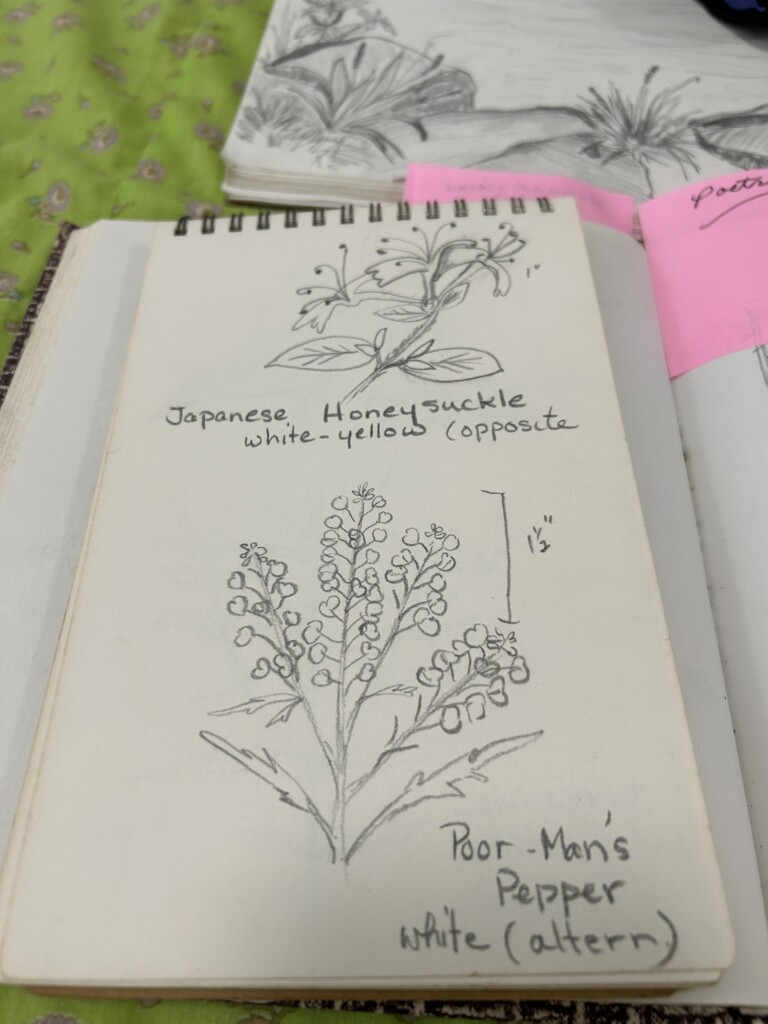 1"
Japanese Honeysuckle
white-yellow (opposite
1½"
Poor-Man's
Pepper
white (altern.)